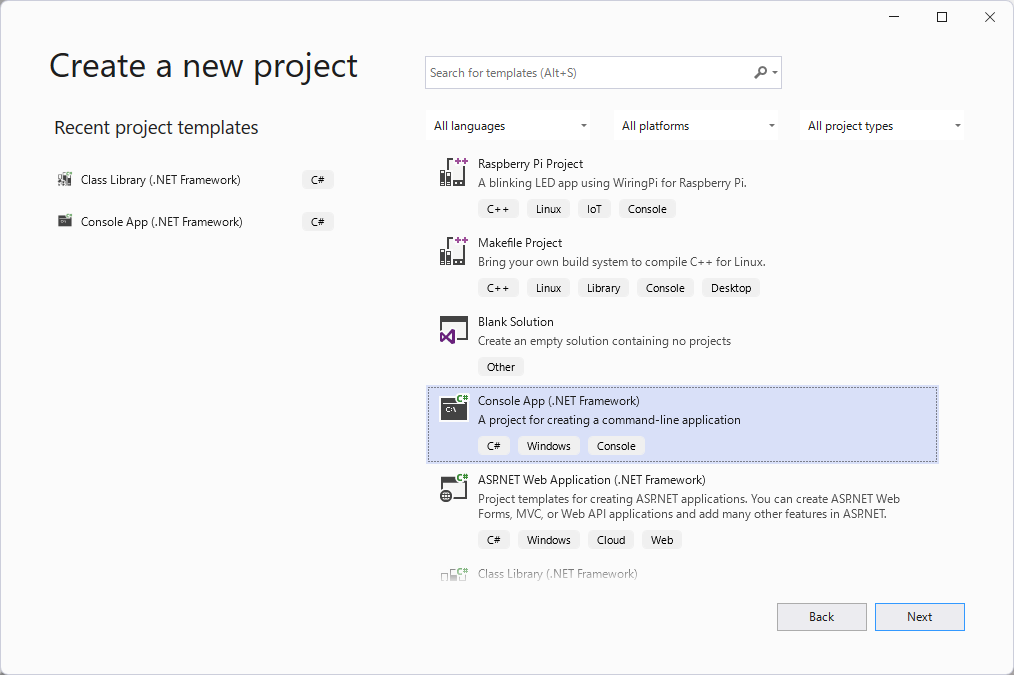 Create a new project
Search for templates (Alt+S)
Recent project templates
Class Library (.NET Framework) C#
Console App (.NET Framework) C#
All languages All platforms All project types
Raspberry Pi Project
A blinking LED app using WiringPi for Raspberry Pi.
C++ Linux IoT Console
Makefile Project
Bring your own build system to compile C++ for Linux.
C++ Linux Library Console Desktop
Blank Solution
Create an empty solution containing no projects
Other
C# Console App (.NET Framework)
C:\ A project for creating a command-line application
C# Windows Console
C# ASP.NET Web Application (.NET Framework)
Project templates for creating ASP.NET applications. You can create ASP.NET Web
Forms, MVC, or Web API applications and add many other features in ASP.NET.
C# Windows Cloud Web
C# Class Library (.NET Framework)
Back Next